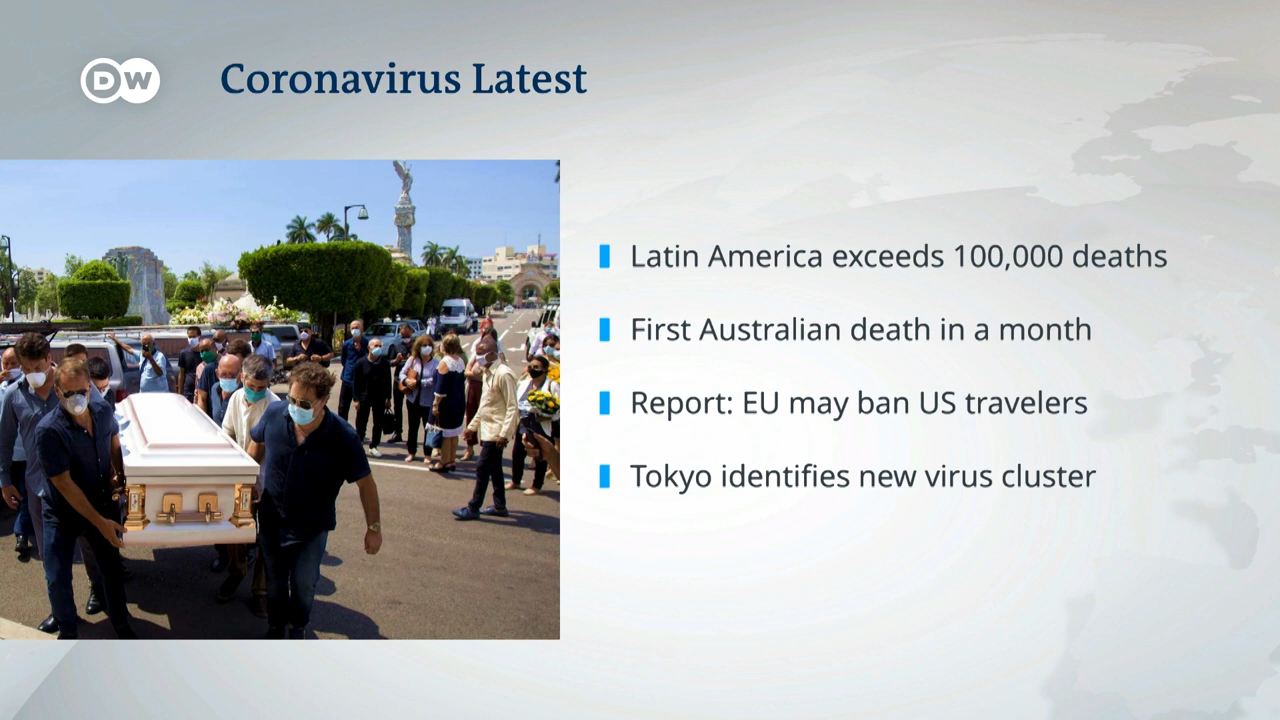 DW
Coronavirus Latest
Latin America exceeds 100,000 deaths
First Australian death in a month
Report: EU may ban US travelers
Tokyo identifies new virus cluster